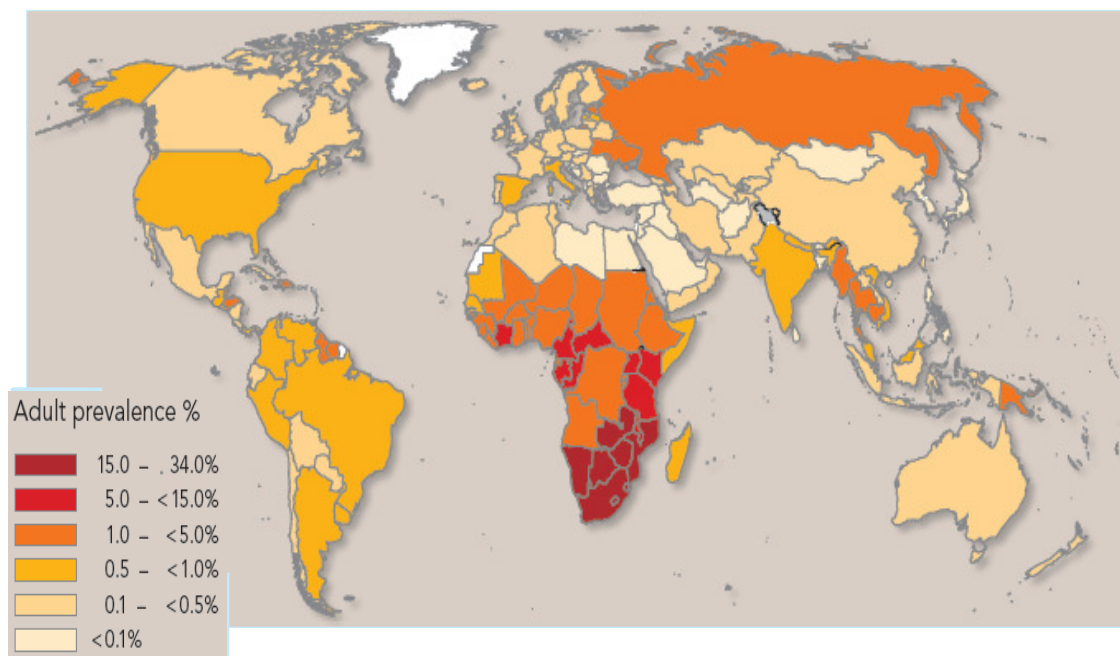 Adult prevalence %
15.0 – . 34.0%
5.0 – <15.0%
1.0 – <5.0%
0.5 – <1.0%
0.1 – <0.5%
<0.1%